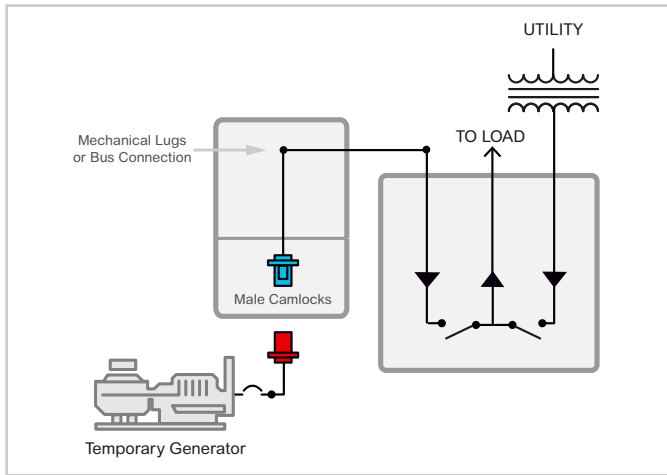 UTILITY
Mechanical Lugs
or Bus Connection
TO LOAD
Male Camlocks
Temporary Generator